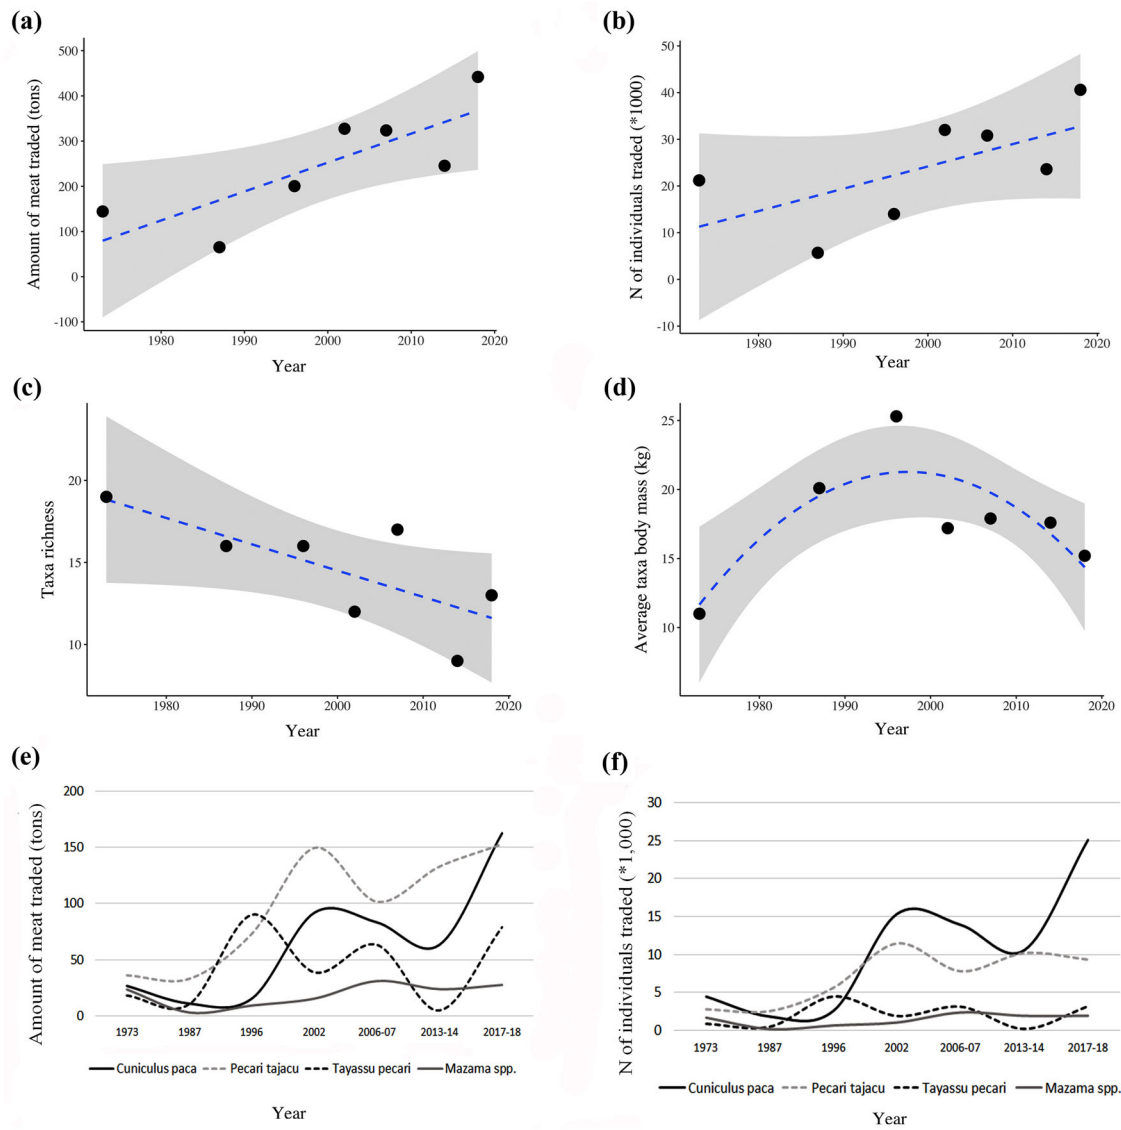 (a)
Amount of meat traded (tons)
500
400
300
200
100
0
-100
1980
1990
2000
2010
2020
Year
(b)
N of individuals traded (*1000)
50
40
30
20
10
0
-10
1980
1990
2000
2010
2020
Year
(c)
Taxa richness
20
15
10
1980
1990
2000
2010
2020
Year
(d)
Average taxa body mass (kg)
25
20
15
10
1980
1990
2000
2010
2020
Year
(e)
Amount of meat traded (tons)
200
150
100
50
0
1973
1987
1996
2002
2006-07
2013-14
2017-18
Cuniculus paca
Pecari tajacu
Tayassu pecari
Mazama spp.
Year
(f)
N of individuals traded (*1,000)
30
25
20
15
10
5
0
1973
1987
1996
2002
2006-07
2013-14
2017-18
Cuniculus paca
Pecari tajacu
Tayassu pecari
Mazama spp.
Year